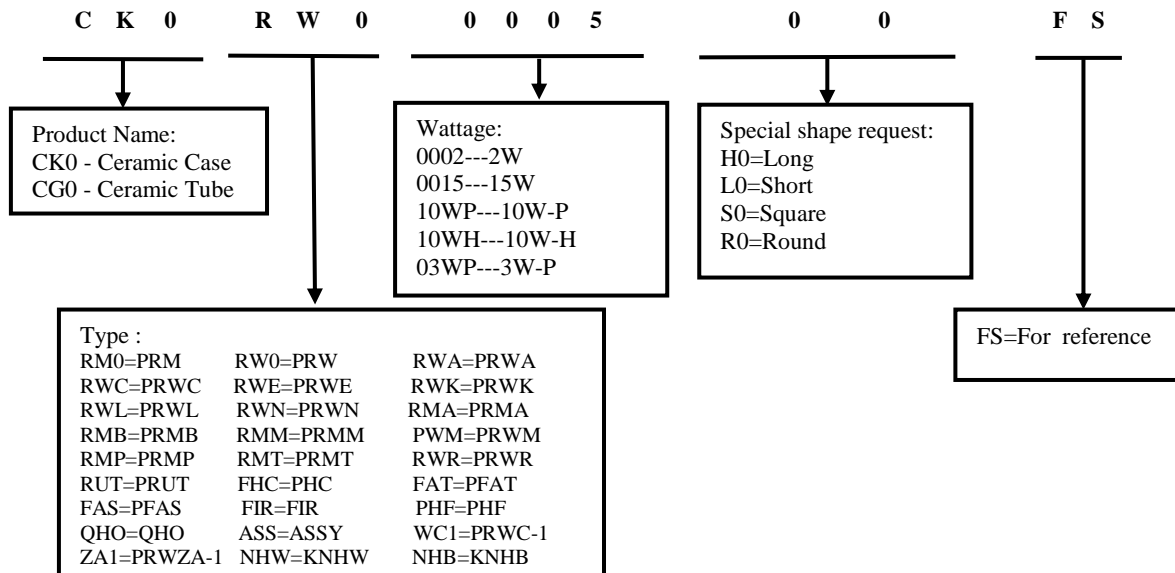 C K 0 R W 0 0 0 0 5 0 0 F S
Product Name:
CK0 - Ceramic Case
CG0 - Ceramic Tube
Wattage:
0002---2W
0015---15W
10WP---10W-P
10WH---10W-H
03WP---3W-P
Special shape request:
H0=Long
L0=Short
S0=Square
R0=Round
Type :
RM0=PRM RW0=PRW RWA=PRWA
RWC=PRWC RWE=PRWE RWK=PRWK
RWL=PRWL RWN=PRWN RMA=PRMA
RMB=PRMB RMM=PRMM PWM=PRWM
RMP=PRMP RMT=PRMT RWR=PRWR
RUT=PRUT FHC=PHC FAT=PFAT
FAS=PFAS FIR=FIR PHF=PHF
QHO=QHO ASS=ASSY WC1=PRWC-1
ZA1=PRWZA-1 NHW=KNHW NHB=KNHB
FS=For reference